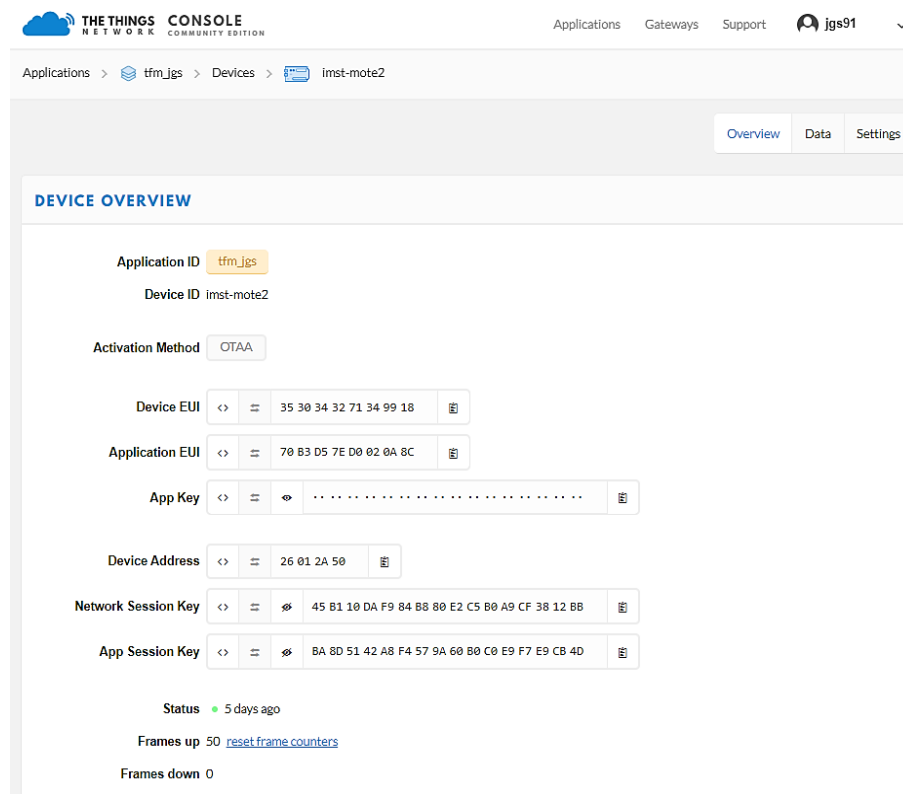 THE THINGS NETWORK CONSOLE COMMUNITY EDITION
Applications Gateways Support jgs91
Applications > tfm_jgs > Devices > imst-mote2
Overview Data Settings
DEVICE OVERVIEW
Application ID tfm_jgs
Device ID imst-mote2
Activation Method OTAA
Device EUI <> 35 30 34 32 71 34 99 18
Application EUI <> 70 B3 D5 7E D0 02 0A 8C
App Key <> ·· ·· ·· ·· ·· ·· ·· ·· ·· ·· ·· ·· ·· ·· ·· ··
Device Address <> 26 01 2A 50
Network Session Key <> 45 B1 10 DA F9 84 B8 80 E2 C5 B0 A9 CF 38 12 BB
App Session Key <> BA 8D 51 42 A8 F4 57 9A 60 B0 C0 E9 F7 E9 CB 4D
Status 5 days ago
Frames up 50 reset frame counters
Frames down 0